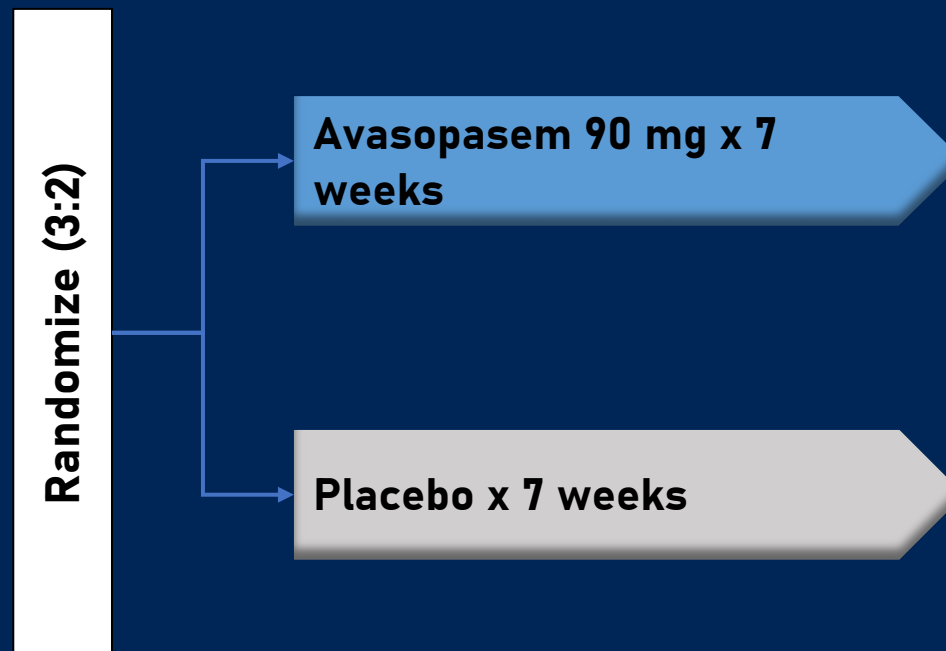 Randomize (3:2)
Avasopasem 90 mg x 7
weeks
Placebo x 7 weeks